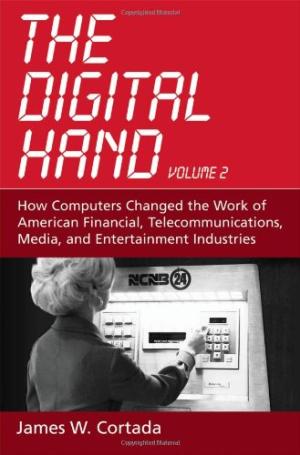 THE
DIGITAL
HAND
VOLUME 2
How Computers Changed the Work of
American Financial, Telecommunications,
Media, and Entertainment Industries
NCNB 24
James W. Cortada